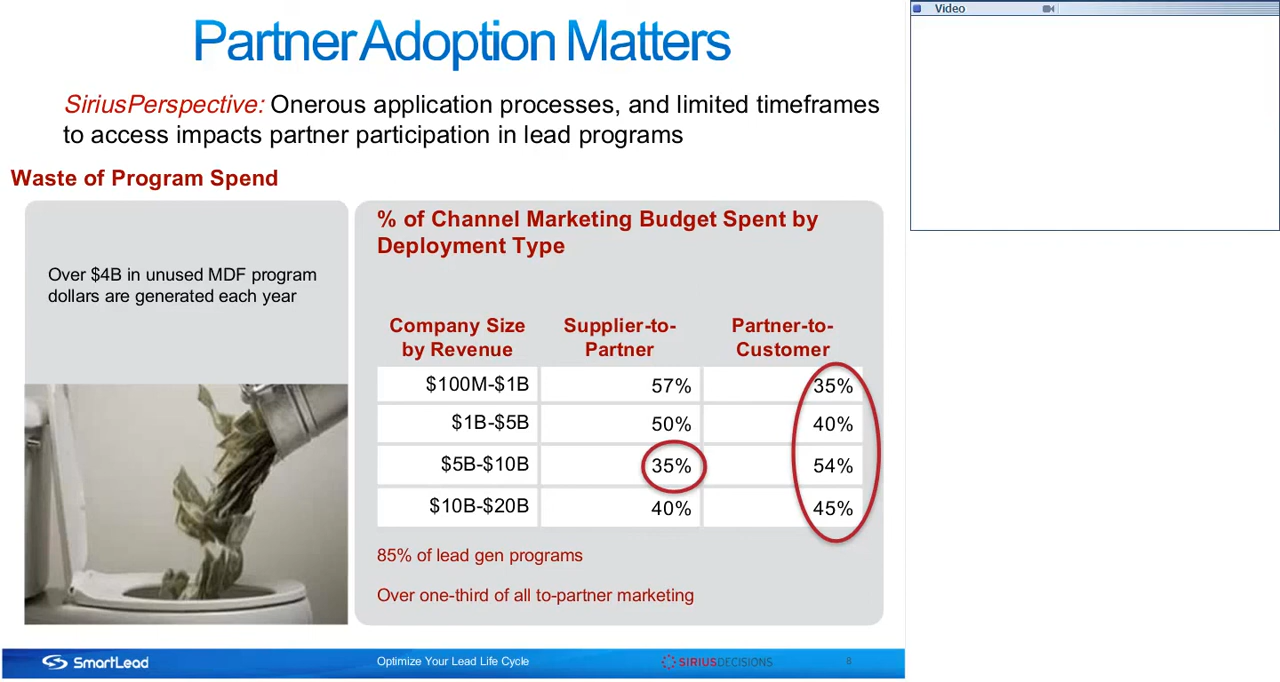 Partner Adoption Matters
Video
SiriusPerspective: Onerous application processes, and limited timeframes
to access impacts partner participation in lead programs
Waste of Program Spend
Over $4B in unused MDF program
dollars are generated each year
% of Channel Marketing Budget Spent by
Deployment Type
Company Size
by Revenue
Supplier-to-
Partner
Partner-to-
Customer
$100M-$1B 57% 35%
$1B-$5B 50% 40%
$5B-$10B 35% 54%
$10B-$20B 40% 45%
85% of lead gen programs
Over one-third of all to-partner marketing
SmartLead
Optimize Your Lead Life Cycle
SIRIUSDECISIONS
8